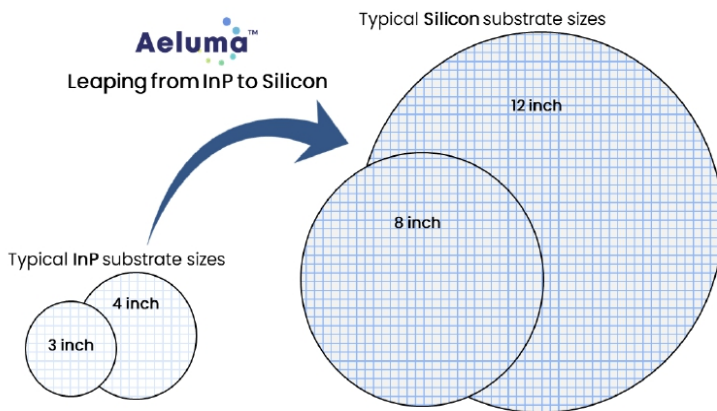 Aeluma™
Leaping from InP to Silicon
Typical Silicon substrate sizes
12 inch
8 inch
Typical InP substrate sizes
4 inch
3 inch